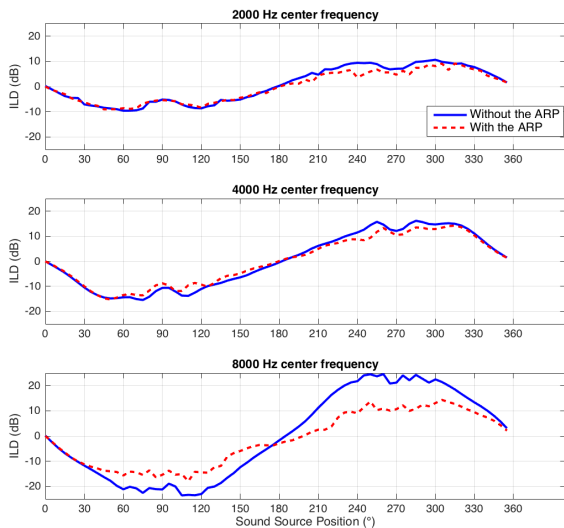 2000 Hz center frequency
20
10
0
-10
-20
ILD (dB)
Without the ARP
With the ARP
0 30 60 90 120 150 180 210 240 270 300 330 360
4000 Hz center frequency
20
10
0
-10
-20
ILD (dB)
0 30 60 90 120 150 180 210 240 270 300 330 360
8000 Hz center frequency
20
10
0
-10
-20
ILD (dB)
0 30 60 90 120 150 180 210 240 270 300 330 360
Sound Source Position (°)